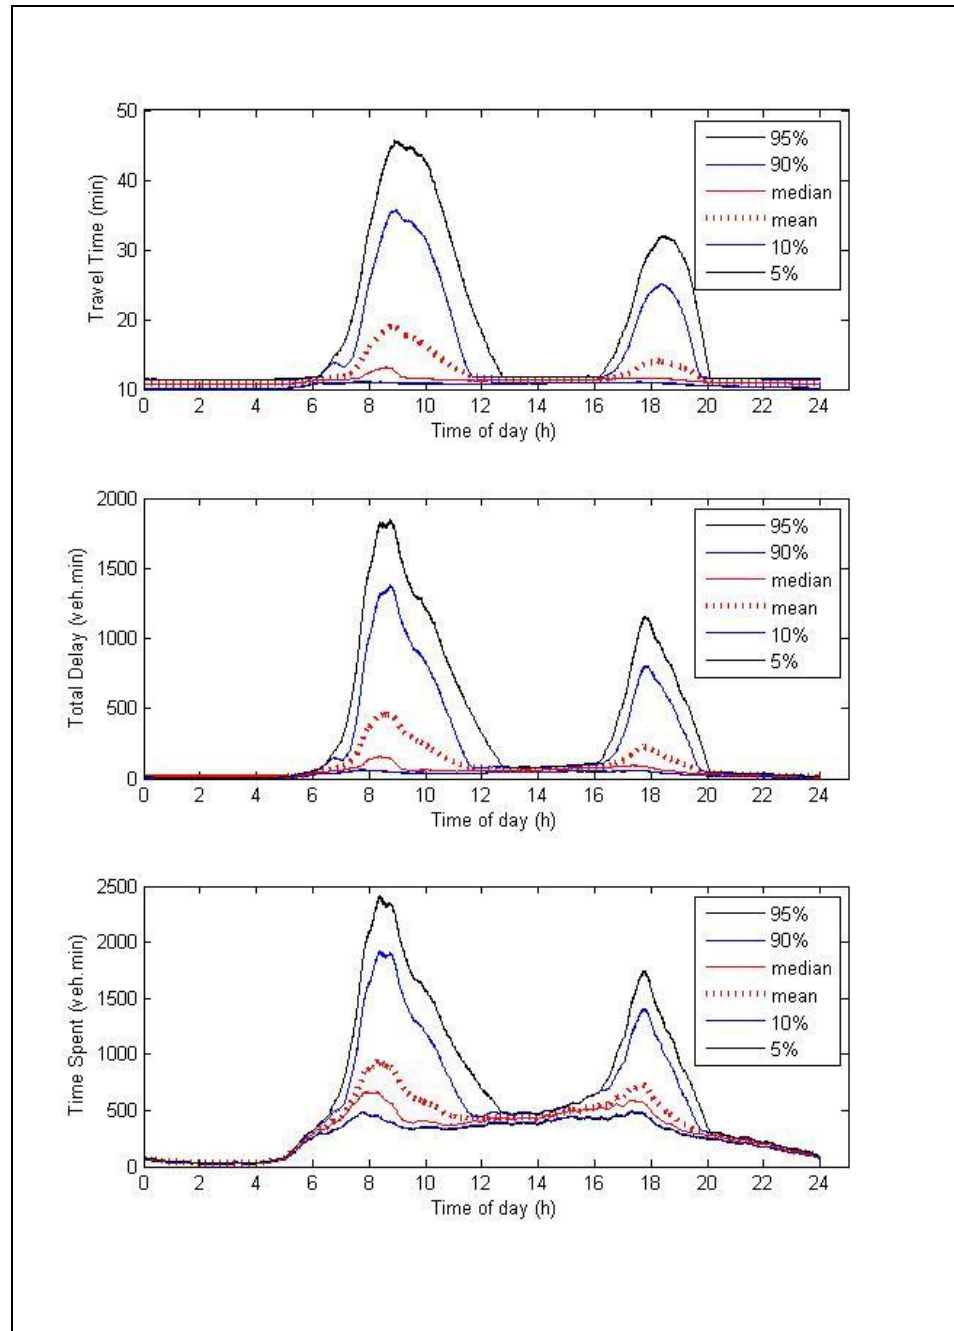 50
40
30
20
10
Travel Time (min)
95%
90%
median
mean
10%
5%
0 2 4 6 8 10 12 14 16 18 20 22 24
Time of day (h)
2000
1500
1000
500
0
Total Delay (veh.min)
95%
90%
median
mean
10%
5%
0 2 4 6 8 10 12 14 16 18 20 22 24
Time of day (h)
2500
2000
1500
1000
500
0
Time Spent (veh.min)
95%
90%
median
mean
10%
5%
0 2 4 6 8 10 12 14 16 18 20 22 24
Time of day (h)